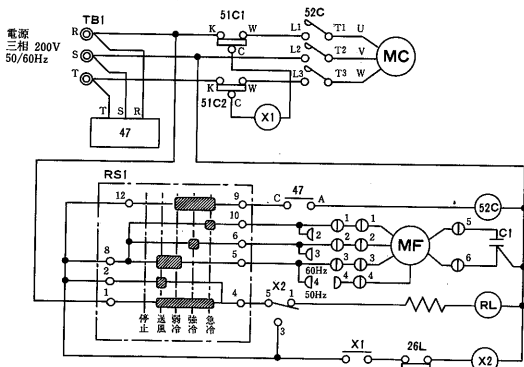 電源
三相 200V
50/60Hz
TB1
R
S
T
T S R
47
51C1
K W
C
51C2
K W
C
X1
52C
L1 T1 U
L2 T2 V
L3 T3 W
MC
RS1
12 9
10
6
8 5
2
1 4
停止
送風
弱冷
強冷
急冷
47
C A
52C
1 1
2
2 2
3
3 3
60Hz
4 4 4
50Hz
MF
5
6
C1
X2
5 1
3
RL
X1
26L
X2